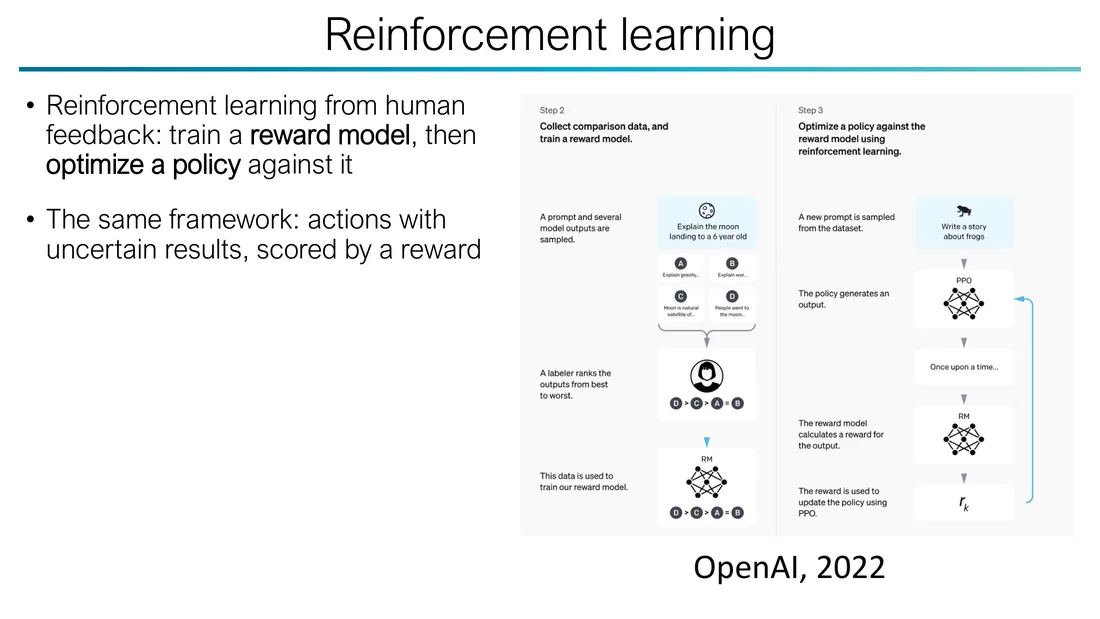 Reinforcement learning
• Reinforcement learning from human
feedback: train a reward model, then
optimize a policy against it
• The same framework: actions with
uncertain results, scored by a reward
Step 2
Collect comparison data, and
train a reward model.
A prompt and several
model outputs are
sampled.
Explain the moon
landing to a 6 year old
A
Explain gravity...
B
Explain war...
C
Moon is natural
satellite of...
D
People went to
the moon...
A labeler ranks the
outputs from best
to worst.
D > C > A = B
This data is used to
train our reward model.
RM
D > C > A = B
Step 3
Optimize a policy against the
reward model using
reinforcement learning.
A new prompt is sampled
from the dataset.
Write a story
about frogs
The policy generates an
output.
PPO
Once upon a time...
The reward model
calculates a reward for
the output.
RM
The reward is used to
update the policy using
PPO.
rk
OpenAI, 2022